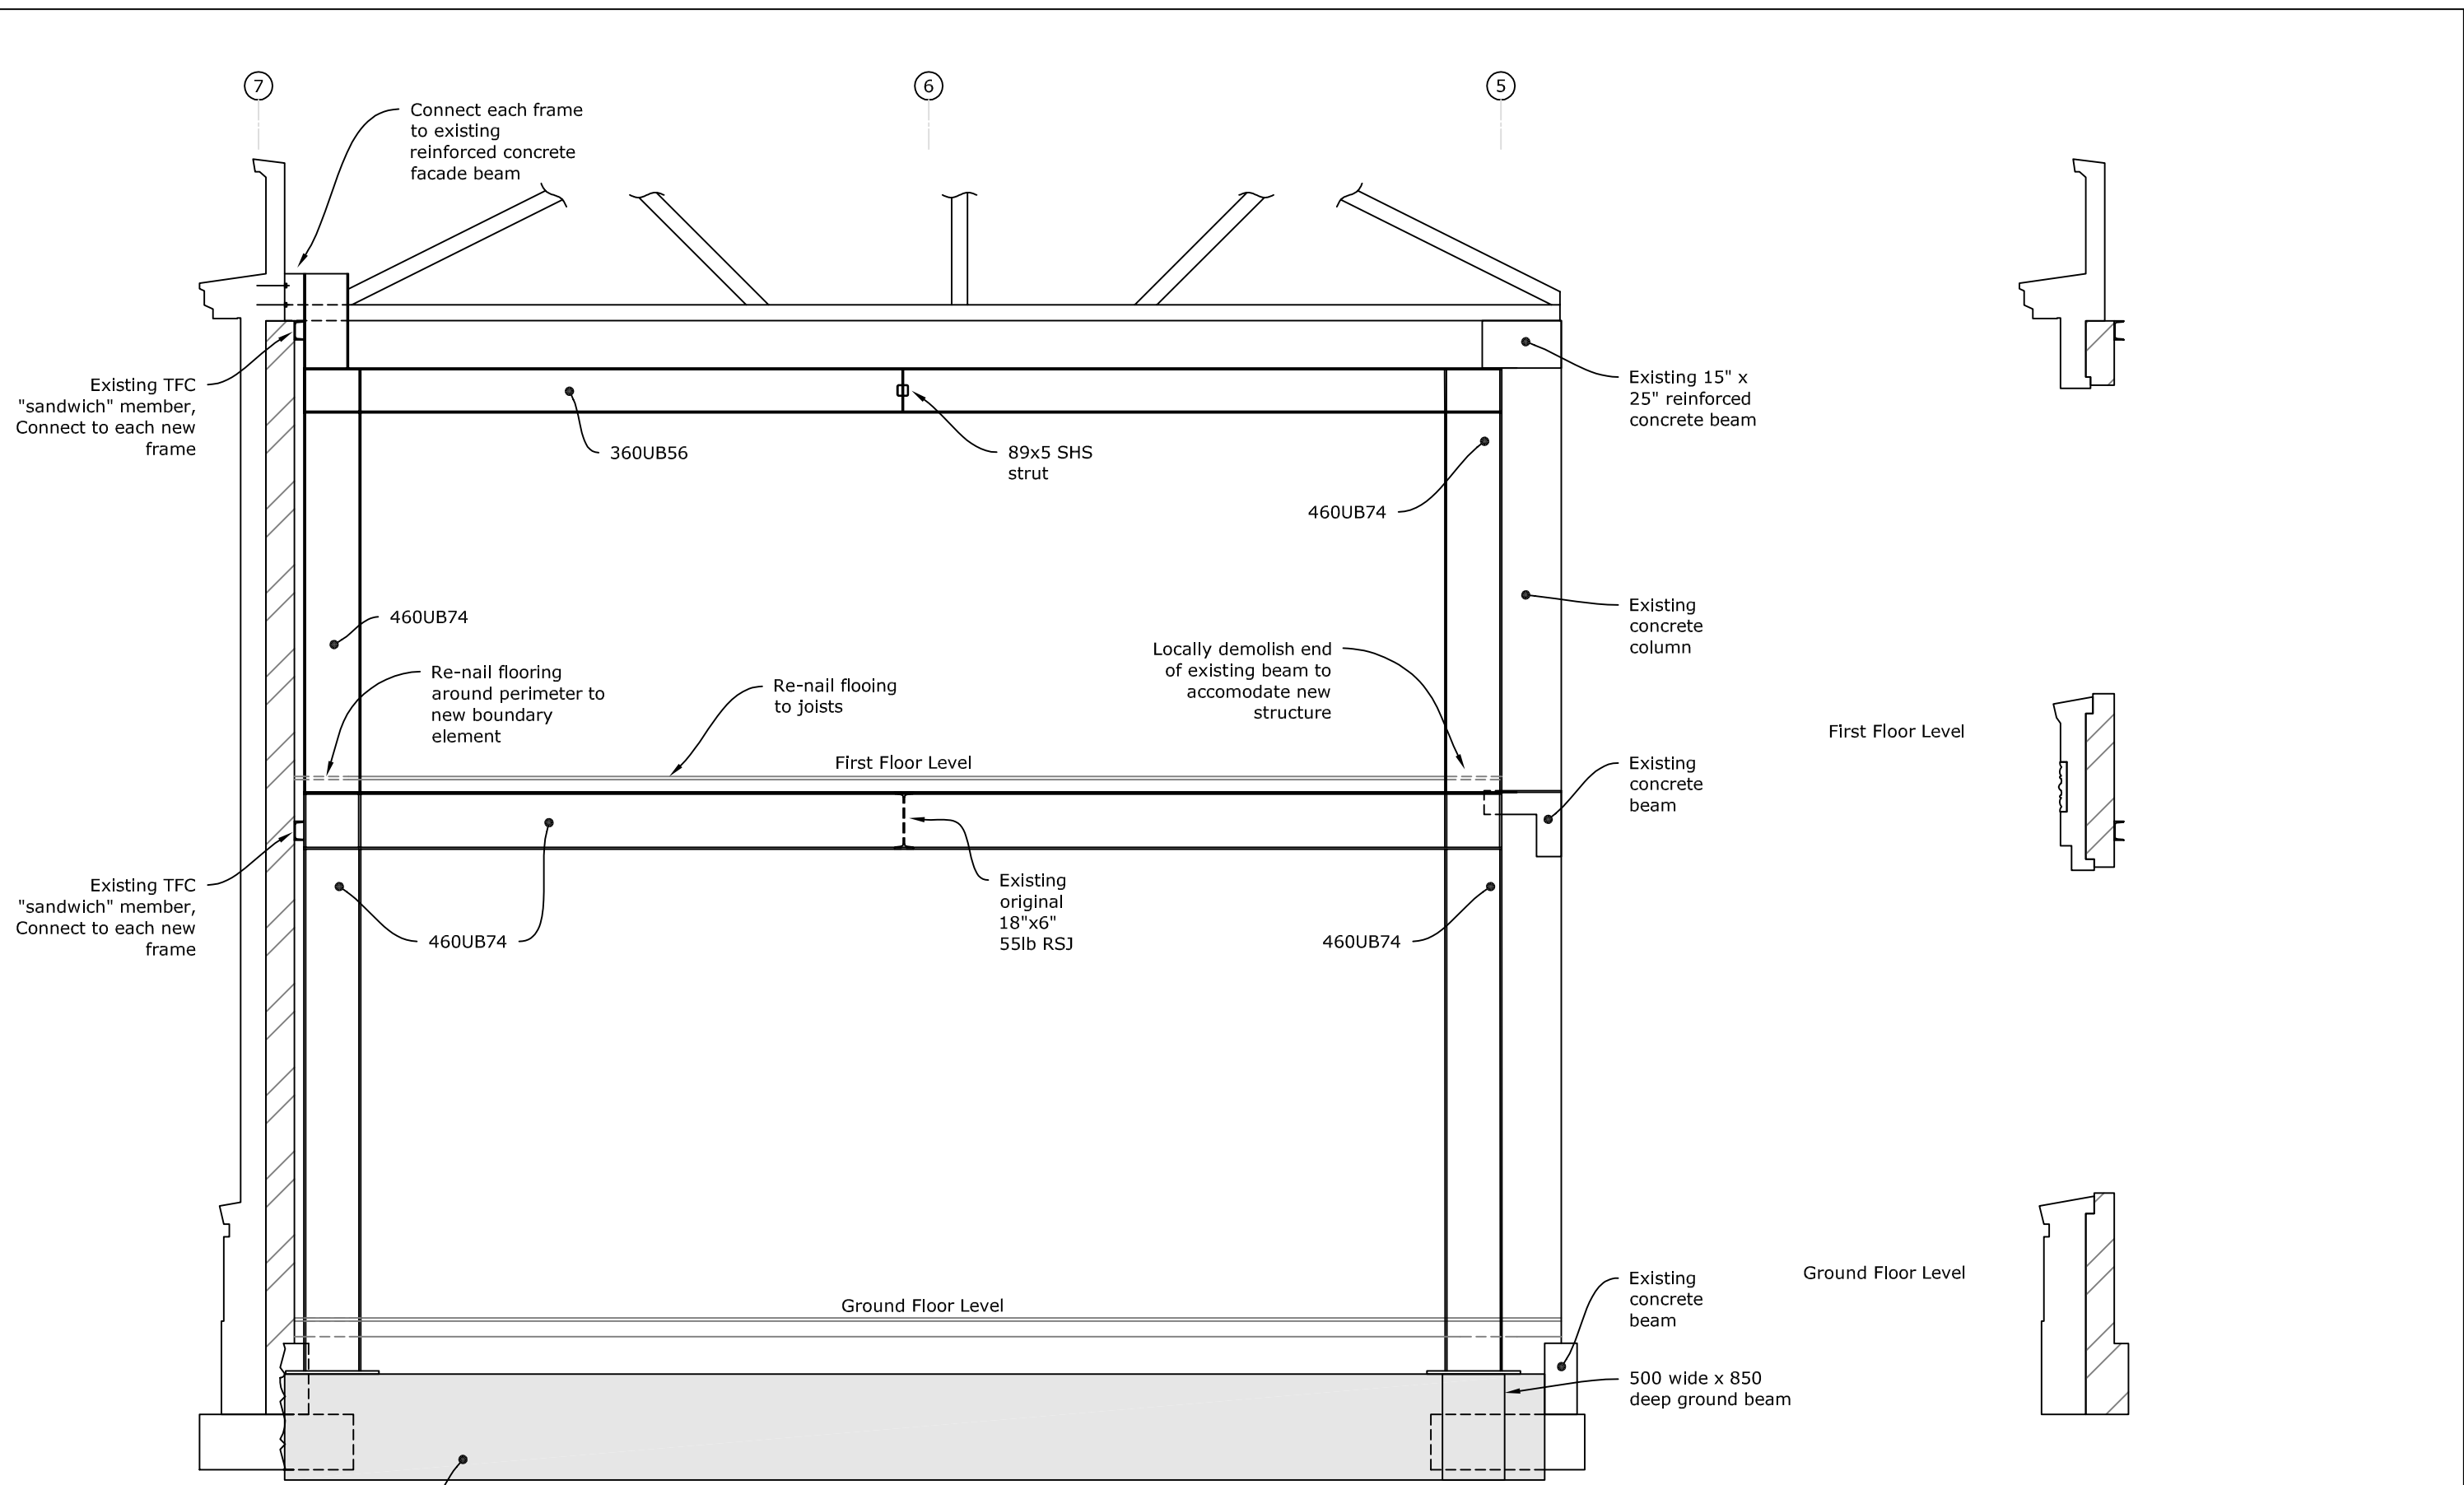 7
6
5
Connect each frame
to existing
reinforced concrete
facade beam
Existing TFC
"sandwich" member,
Connect to each new
frame
360UB56
89x5 SHS
strut
460UB74
Existing 15" x
25" reinforced
concrete beam
460UB74
Existing
concrete
column
Re-nail flooring
around perimeter to
new boundary
element
Re-nail flooing
to joists
Locally demolish end
of existing beam to
accomodate new
structure
First Floor Level
First Floor Level
Existing
concrete
beam
Existing TFC
"sandwich" member,
Connect to each new
frame
460UB74
Existing
original
18"x6"
55lb RSJ
460UB74
Ground Floor Level
Ground Floor Level
Existing
concrete
beam
500 wide x 850
deep ground beam